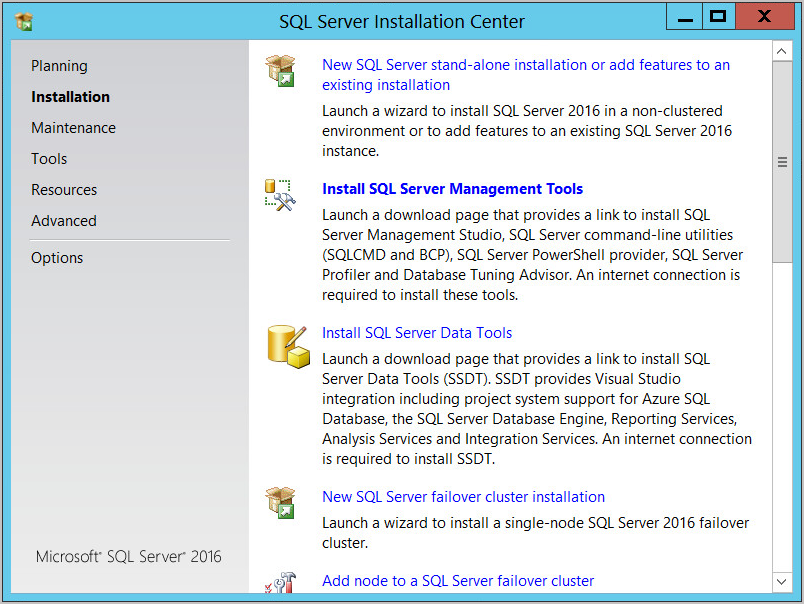 SQL Server Installation Center
Planning
Installation
Maintenance
Tools
Resources
Advanced
Options
Microsoft® SQL Server® 2016
New SQL Server stand-alone installation or add features to an
existing installation
Launch a wizard to install SQL Server 2016 in a non-clustered
environment or to add features to an existing SQL Server 2016
instance.
Install SQL Server Management Tools
Launch a download page that provides a link to install SQL
Server Management Studio, SQL Server command-line utilities
(SQLCMD and BCP), SQL Server PowerShell provider, SQL Server
Profiler and Database Tuning Advisor. An internet connection is
required to install these tools.
Install SQL Server Data Tools
Launch a download page that provides a link to install SQL
Server Data Tools (SSDT). SSDT provides Visual Studio
integration including project system support for Azure SQL
Database, the SQL Server Database Engine, Reporting Services,
Analysis Services and Integration Services. An internet connection
is required to install SSDT.
New SQL Server failover cluster installation
Launch a wizard to install a single-node SQL Server 2016 failover
cluster.
Add node to a SQL Server failover cluster